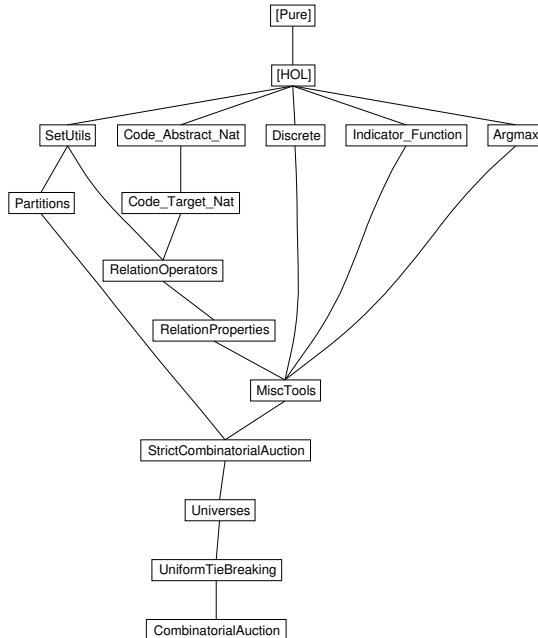 [Pure]
[HOL]
SetUtils
Code_Abstract_Nat
Discrete
Indicator_Function
Argmax
Partitions
Code_Target_Nat
RelationOperators
RelationProperties
MiscTools
StrictCombinatorialAuction
Universes
UniformTieBreaking
CombinatorialAuction